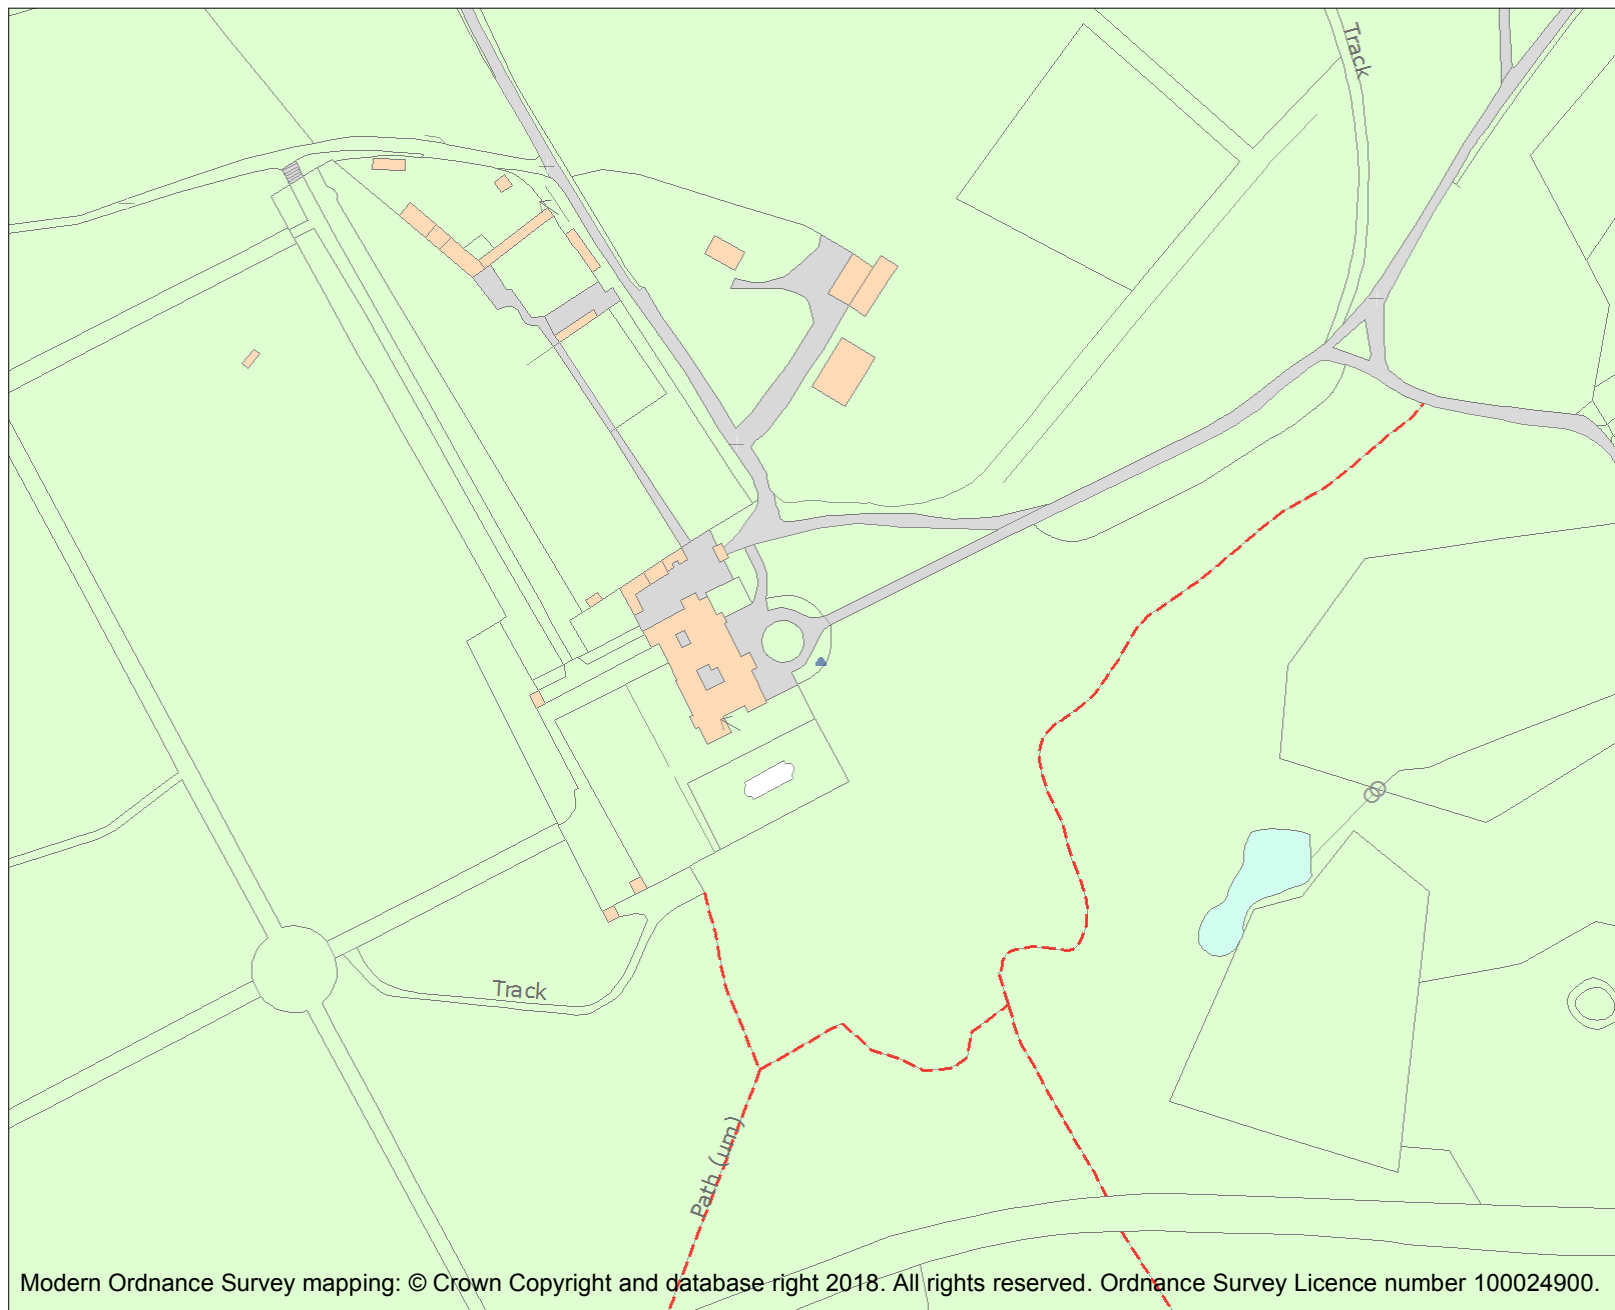 Track
Track
Path (um)
Modern Ordnance Survey mapping: © Crown Copyright and database right 2018. All rights reserved. Ordnance Survey Licence number 100024900.